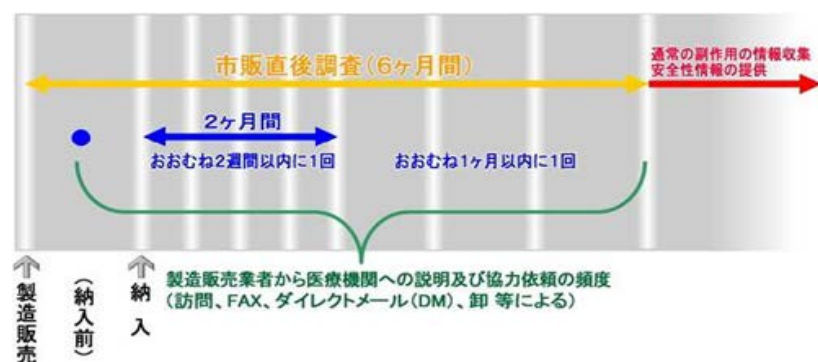 市販直後調査(6ヶ月間)
通常の副作用の情報収集
安全性情報の提供
2ヶ月間
おおむね2週間以内に1回
おおむね1ヶ月以内に1回
製造販売業者から医療機関への説明及び協力依頼の頻度
(訪問、FAX、ダイレクトメール(DM)、卸 等による)
製造販売
(納入前)
納入